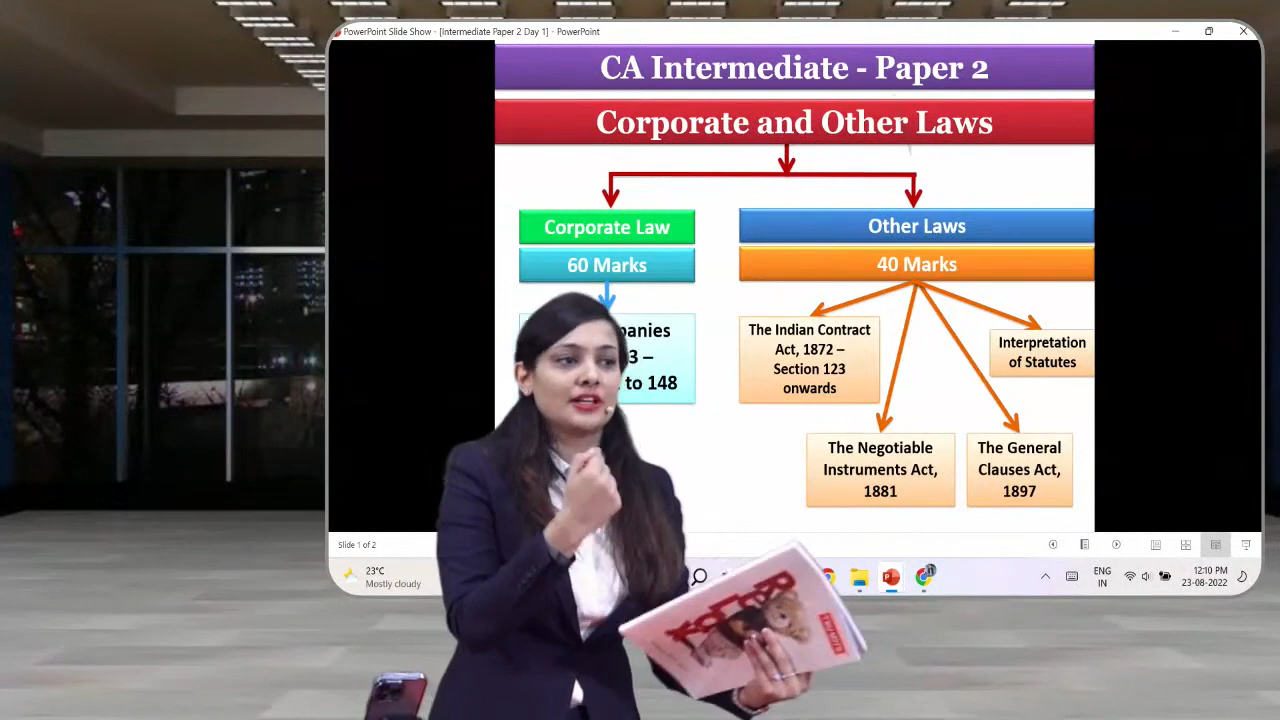 PowerPoint Slide Show - [Intermediate Paper 2 Day 1] - PowerPoint
CA Intermediate - Paper 2
Corporate and Other Laws
Corporate Law
Other Laws
60 Marks
40 Marks
panies
3 –
to 148
The Indian Contract
Act, 1872 –
Section 123
onwards
Interpretation
of Statutes
The Negotiable
Instruments Act,
1881
The General
Clauses Act,
1897
Slide 1 of 2
23°C
Mostly cloudy
ENG
IN
12:10 PM
23-08-2022
RELAX